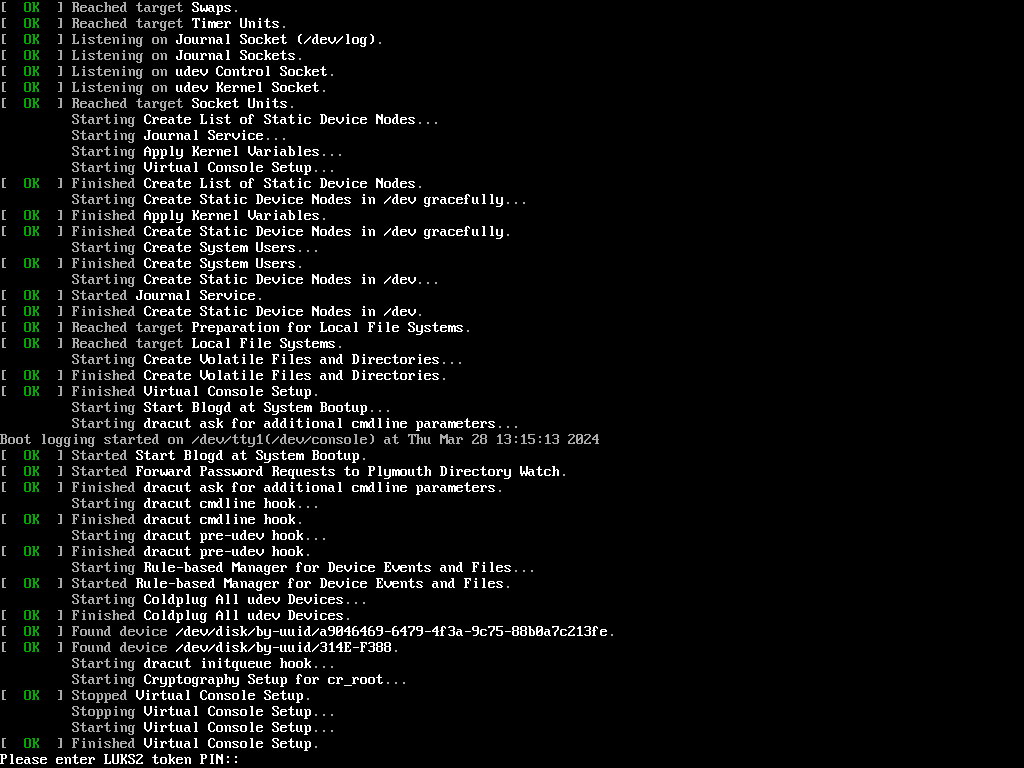 [  OK  ] Reached target Swaps.
[  OK  ] Reached target Timer Units.
[  OK  ] Listening on Journal Socket (/dev/log).
[  OK  ] Listening on Journal Sockets.
[  OK  ] Listening on udev Control Socket.
[  OK  ] Listening on udev Kernel Socket.
[  OK  ] Reached target Socket Units.
         Starting Create List of Static Device Nodes...
         Starting Journal Service...
         Starting Apply Kernel Variables...
         Starting Virtual Console Setup...
[  OK  ] Finished Create List of Static Device Nodes.
         Starting Create Static Device Nodes in /dev gracefully...
[  OK  ] Finished Apply Kernel Variables.
[  OK  ] Finished Create Static Device Nodes in /dev gracefully.
         Starting Create System Users...
[  OK  ] Finished Create System Users.
         Starting Create Static Device Nodes in /dev...
[  OK  ] Started Journal Service.
[  OK  ] Finished Create Static Device Nodes in /dev.
[  OK  ] Reached target Preparation for Local File Systems.
[  OK  ] Reached target Local File Systems.
         Starting Create Volatile Files and Directories...
[  OK  ] Finished Create Volatile Files and Directories.
[  OK  ] Finished Virtual Console Setup.
         Starting Start Blogd at System Bootup...
         Starting dracut ask for additional cmdline parameters...
Boot logging started on /dev/tty1(/dev/console) at Thu Mar 28 13:15:13 2024
[  OK  ] Started Start Blogd at System Bootup.
[  OK  ] Started Forward Password Requests to Plymouth Directory Watch.
[  OK  ] Finished dracut ask for additional cmdline parameters.
         Starting dracut cmdline hook...
[  OK  ] Finished dracut cmdline hook.
         Starting dracut pre-udev hook...
[  OK  ] Finished dracut pre-udev hook.
         Starting Rule-based Manager for Device Events and Files...
[  OK  ] Started Rule-based Manager for Device Events and Files.
         Starting Coldplug All udev Devices...
[  OK  ] Finished Coldplug All udev Devices.
[  OK  ] Found device /dev/disk/by-uuid/a9046469-6479-4f3a-9c75-88b0a7c213fe.
[  OK  ] Found device /dev/disk/by-uuid/314E-F388.
         Starting dracut initqueue hook...
         Starting Cryptography Setup for cr_root...
[  OK  ] Stopped Virtual Console Setup.
         Stopping Virtual Console Setup...
         Starting Virtual Console Setup...
[  OK  ] Finished Virtual Console Setup.
Please enter LUKS2 token PIN::